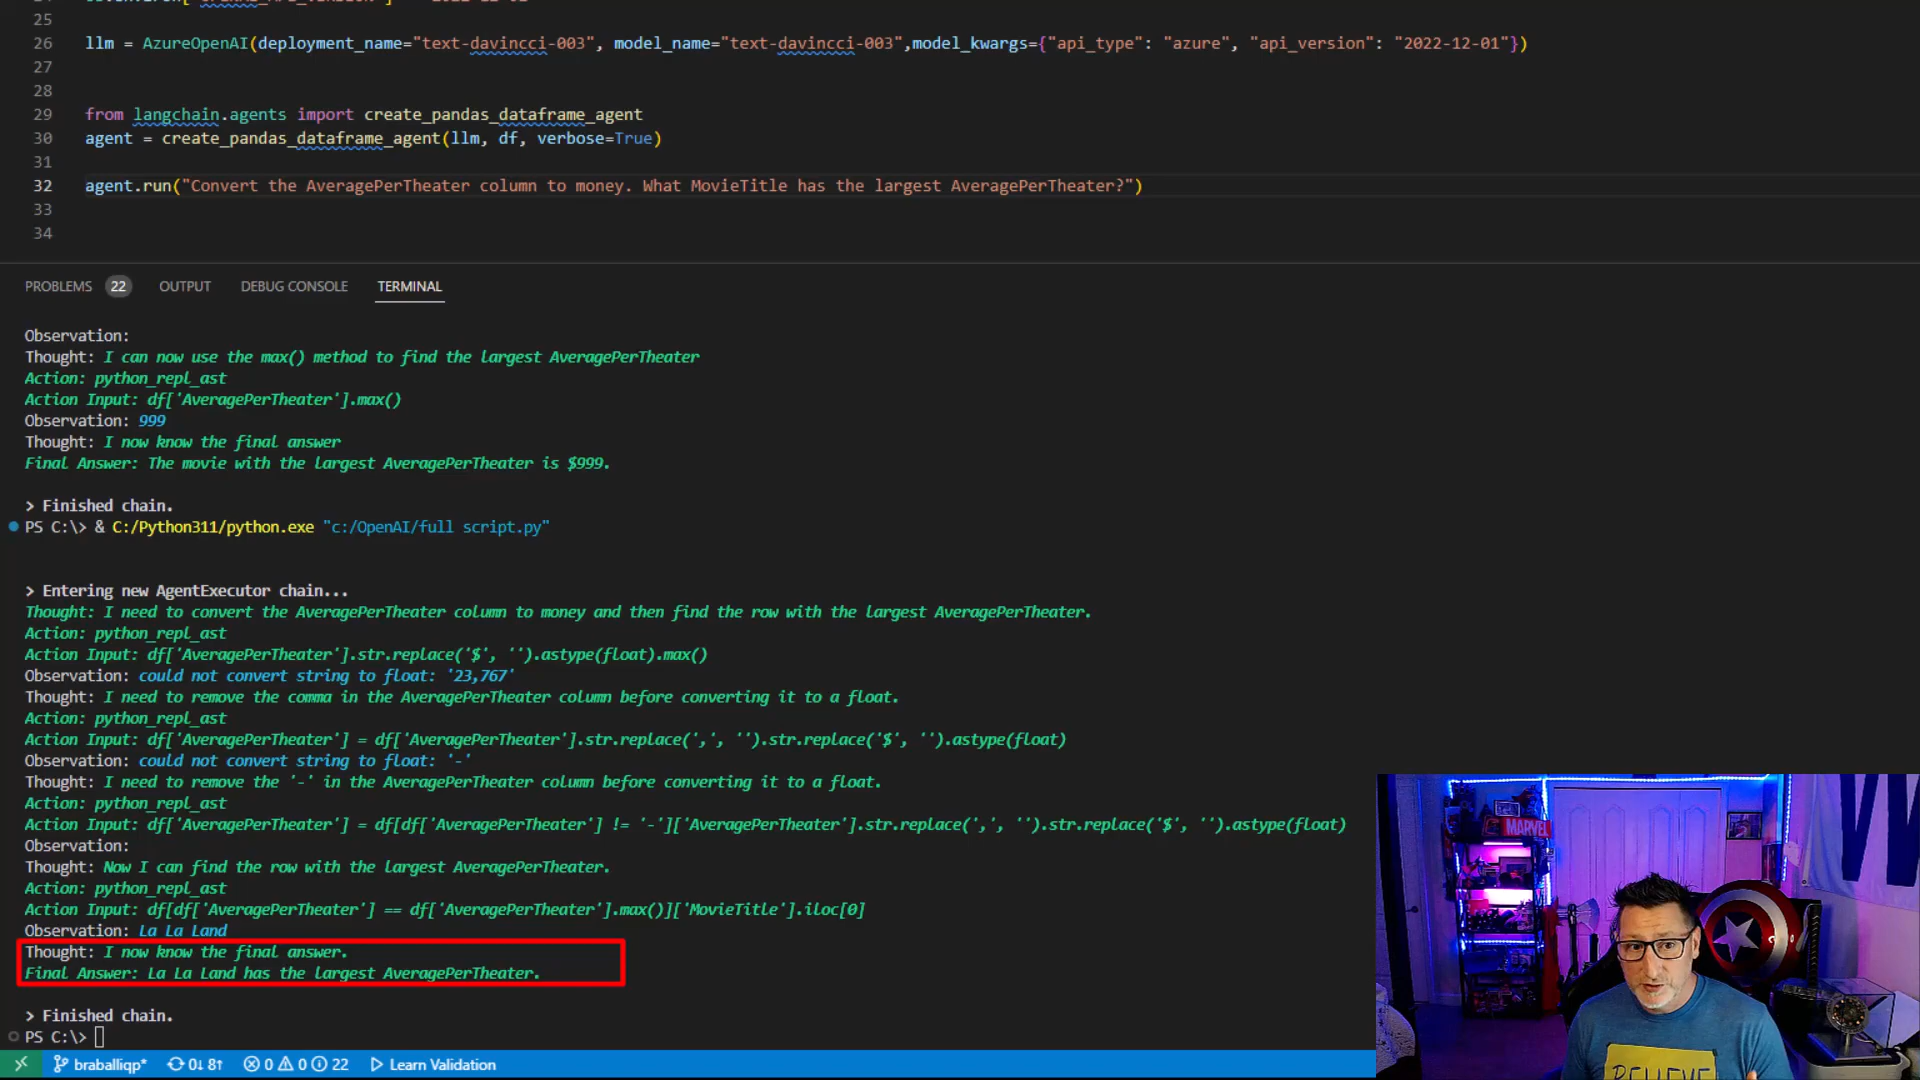 25
26 llm = AzureOpenAI(deployment_name="text-davincci-003", model_name="text-davincci-003",model_kwargs={"api_type": "azure", "api_version": "2022-12-01"})
27
28
29 from langchain.agents import create_pandas_dataframe_agent
30 agent = create_pandas_dataframe_agent(llm, df, verbose=True)
31
32 agent.run("Convert the AveragePerTheater column to money. What MovieTitle has the largest AveragePerTheater?")
33
34
PROBLEMS 22 OUTPUT DEBUG CONSOLE TERMINAL
Observation:
Thought: I can now use the max() method to find the largest AveragePerTheater
Action: python_repl_ast
Action Input: df['AveragePerTheater'].max()
Observation: 999
Thought: I now know the final answer
Final Answer: The movie with the largest AveragePerTheater is $999.
> Finished chain.
PS C:\> & C:/Python311/python.exe "c:/OpenAI/full script.py"
> Entering new AgentExecutor chain...
Thought: I need to convert the AveragePerTheater column to money and then find the row with the largest AveragePerTheater.
Action: python_repl_ast
Action Input: df['AveragePerTheater'].str.replace('$', '').astype(float).max()
Observation: could not convert string to float: '23,767'
Thought: I need to remove the comma in the AveragePerTheater column before converting it to a float.
Action: python_repl_ast
Action Input: df['AveragePerTheater'] = df['AveragePerTheater'].str.replace(',', '').str.replace('$', '').astype(float)
Observation: could not convert string to float: '-'
Thought: I need to remove the '-' in the AveragePerTheater column before converting it to a float.
Action: python_repl_ast
Action Input: df['AveragePerTheater'] = df[df['AveragePerTheater'] != '-']['AveragePerTheater'].str.replace(',', '').str.replace('$', '').astype(float)
Observation:
Thought: Now I can find the row with the largest AveragePerTheater.
Action: python_repl_ast
Action Input: df[df['AveragePerTheater'] == df['AveragePerTheater'].max()]['MovieTitle'].iloc[0]
Observation: La La Land
Thought: I now know the final answer.
Final Answer: La La Land has the largest AveragePerTheater.
> Finished chain.
PS C:\>
braballiqp* 0↓ 8↑ 0 0 22 Learn Validation
MARVEL
BELIEVE